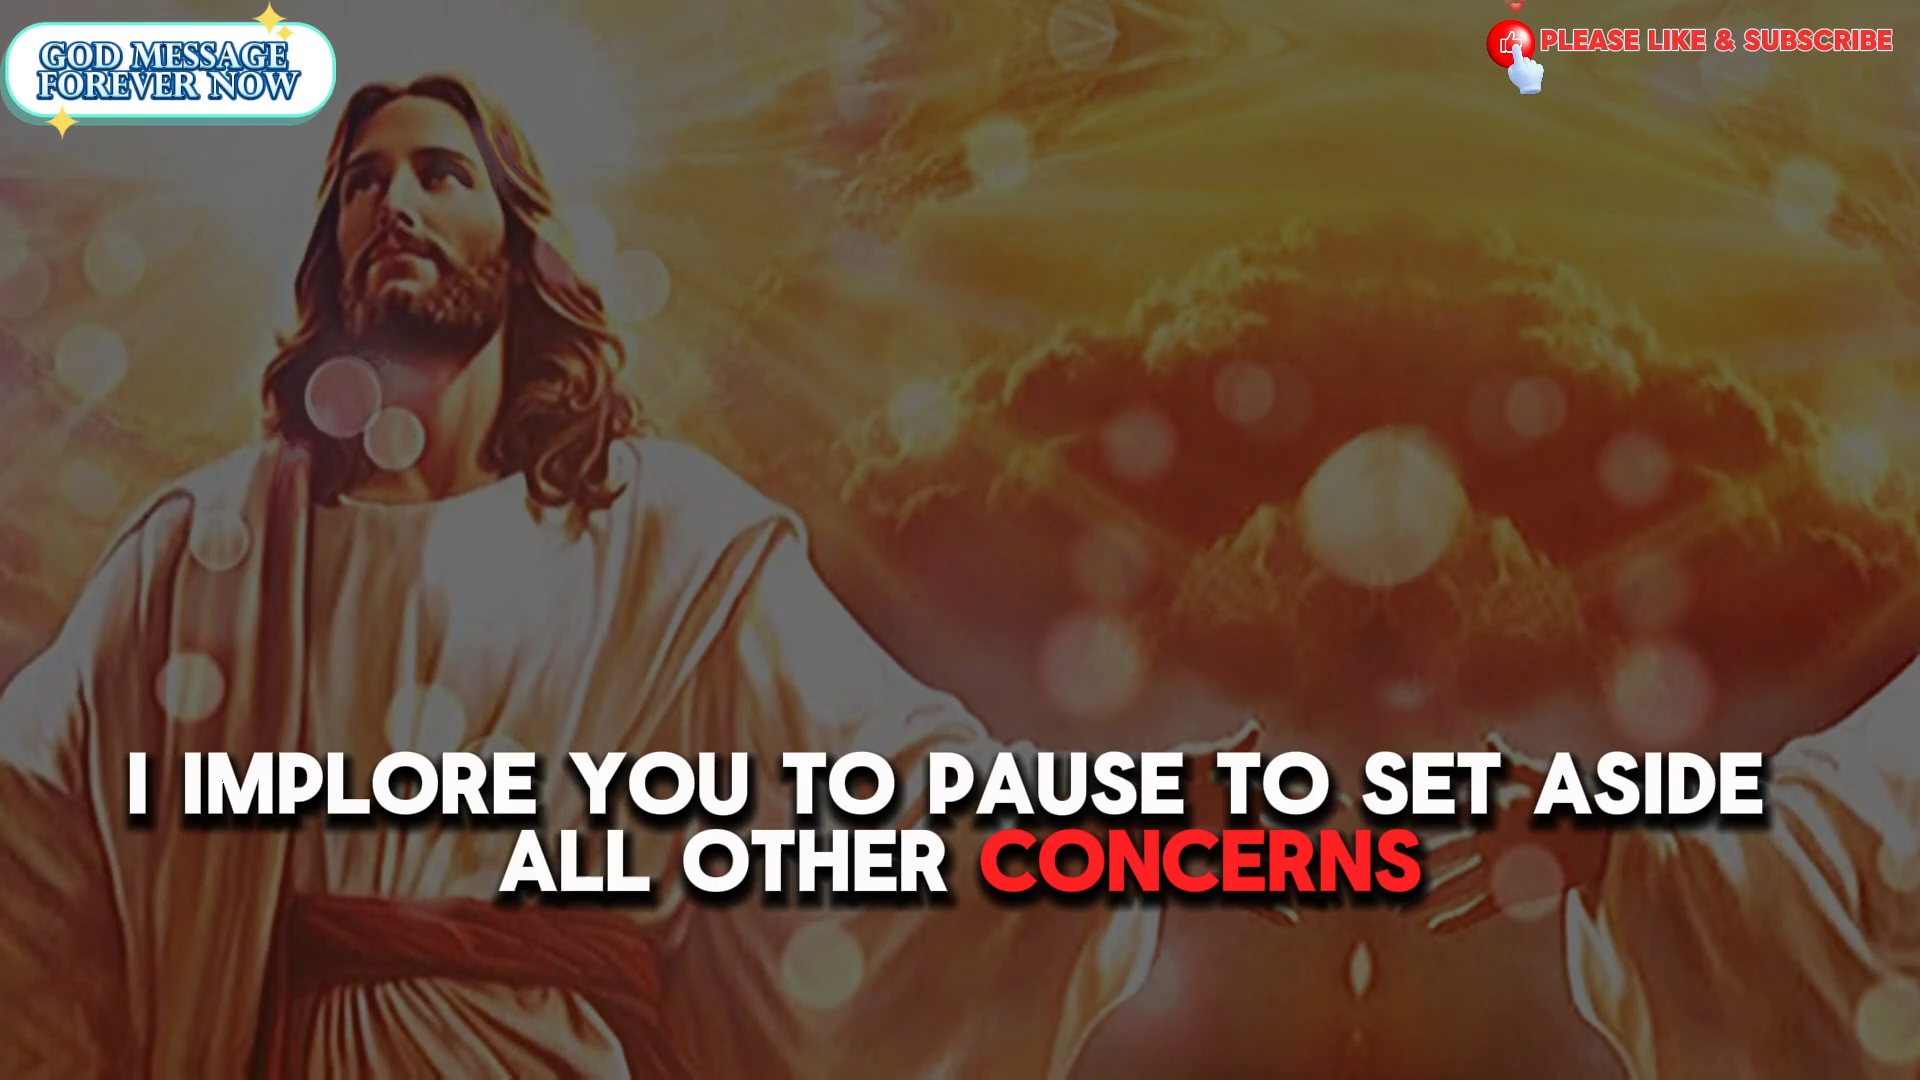 GOD MESSAGE
FOREVER NOW
PLEASE LIKE & SUBSCRIBE
I IMPLORE YOU TO PAUSE TO SET ASIDE
ALL OTHER CONCERNS